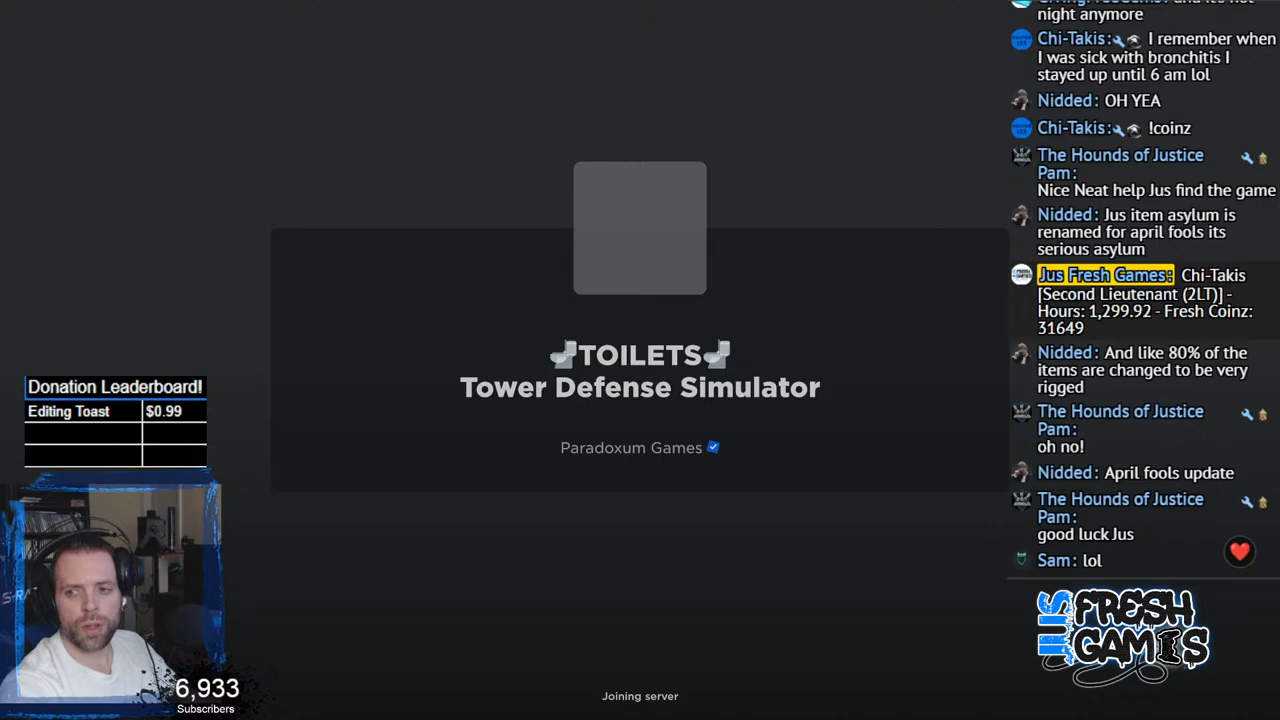 night anymore
Chi-Takis: I remember when
I was sick with bronchitis I
stayed up until 6 am lol
Nidded: OH YEA
Chi-Takis: !coinz
The Hounds of Justice
Pam:
Nice Neat help Jus find the game
Nidded: Jus item asylum is
renamed for april fools its
serious asylum
Jus Fresh Games: Chi-Takis
[Second Lieutenant (2LT)] -
Hours: 1,299.92 - Fresh Coinz:
31649
Nidded: And like 80% of the
items are changed to be very
rigged
The Hounds of Justice
Pam:
oh no!
Nidded: April fools update
The Hounds of Justice
Pam:
good luck Jus
Sam: lol
🚽TOILETS🚽
Tower Defense Simulator
Paradoxum Games
Joining server
Donation Leaderboard!
Editing Toast $0.99
6,933
Subscribers
JUS
FRESH
GAMES